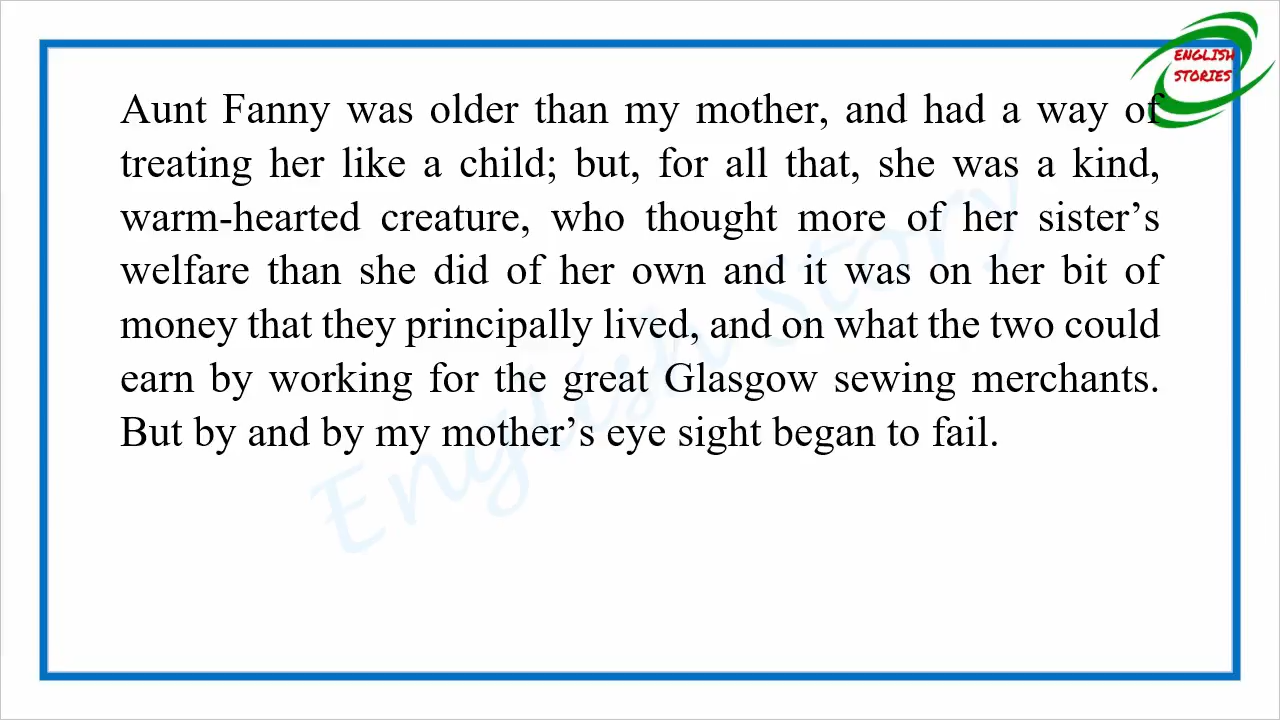 ENGLISH
STORIES
Aunt Fanny was older than my mother, and had a way of
treating her like a child; but, for all that, she was a kind,
warm-hearted creature, who thought more of her sister’s
welfare than she did of her own and it was on her bit of
money that they principally lived, and on what the two could
earn by working for the great Glasgow sewing merchants.
But by and by my mother’s eye sight began to fail.
English Story